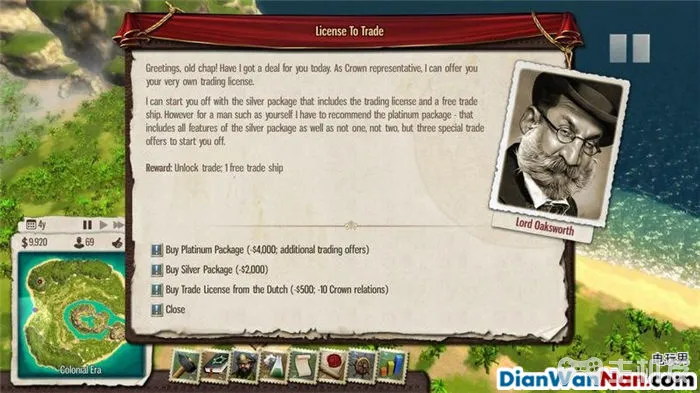 License To Trade
Greetings, old chap! Have I got a deal for you today. As Crown representative, I can offer you
your very own trading license.
I can start you off with the silver package that includes the trading license and a free trade
ship. However for a man such as yourself I have to recommend the platinum package - that
includes all features of the silver package as well as not one, not two, but three special trade
offers to start you off.
Reward: Unlock trade; 1 free trade ship
Lord Oaksworth
4y
$9,920
69
Buy Platinum Package (-$4,000; additional trading offers)
Buy Silver Package (-$2,000)
Buy Trade License from the Dutch (-$500; -10 Crown relations)
Close
Colonial Era
电玩男
DianWanNan.com